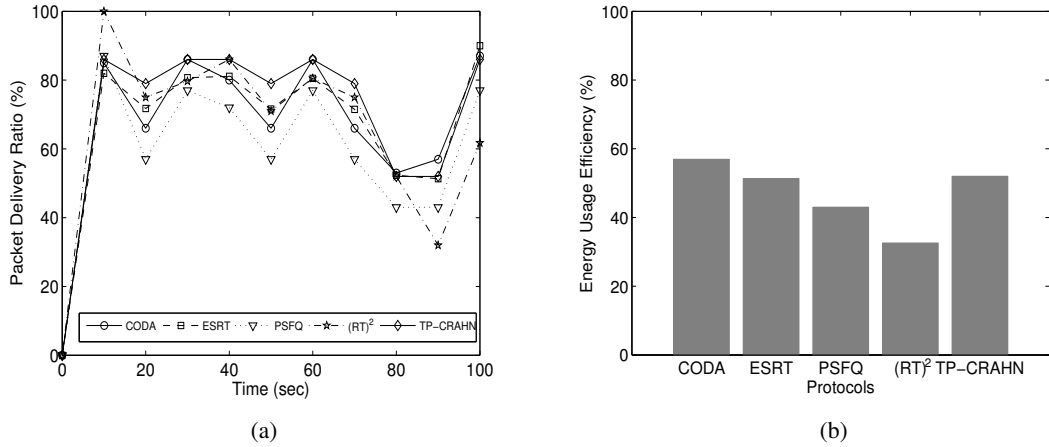 Packet Delivery Ratio (%)
100
80
60
40
20
0
CODA ESRT PSFQ (RT)² TP−CRAHN
0 20 40 60 80 100
Time (sec)
(a)
Energy Usage Efficiency (%)
100
80
60
40
20
0
CODA ESRT PSFQ (RT)² TP−CRAHN
Protocols
(b)